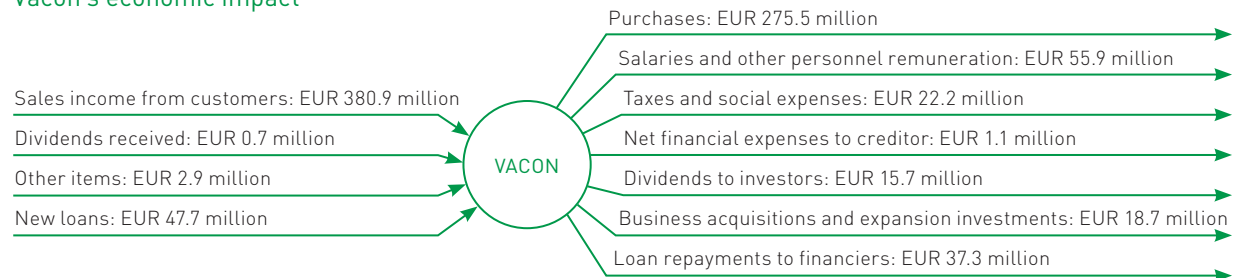 Vacon's economic impact
Purchases: EUR 275.5 million
Salaries and other personnel remuneration: EUR 55.9 million
Sales income from customers: EUR 380.9 million
Taxes and social expenses: EUR 22.2 million
Dividends received: EUR 0.7 million
Net financial expenses to creditor: EUR 1.1 million
VACON
Other items: EUR 2.9 million
Dividends to investors: EUR 15.7 million
New loans: EUR 47.7 million
Business acquisitions and expansion investments: EUR 18.7 million
Loan repayments to financiers: EUR 37.3 million